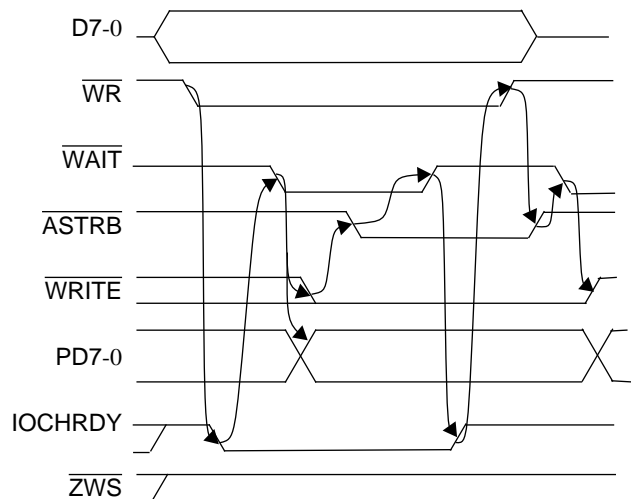 D7-0
WR
WAIT
ASTRB
WRITE
PD7-0
IOCHRDY
ZWS